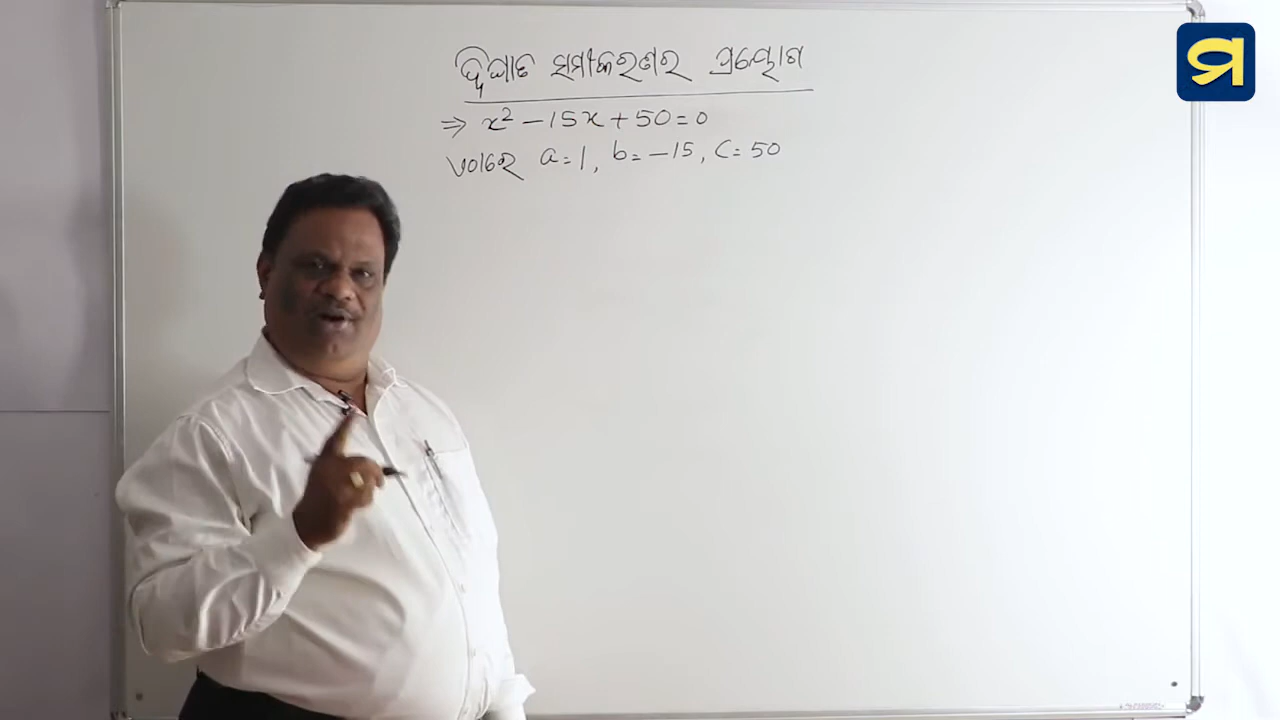 ଦ୍ୱିଘାତ ସମୀକରଣର ପ୍ରୟୋଗ
⇒ x² − 15x + 50 = 0
ଏଠାରେ a = 1, b = −15, c = 50